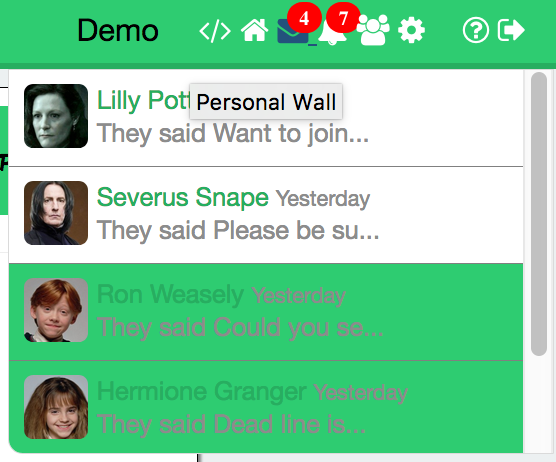 Demo
4
7
Lilly Pott
Personal Wall
They said Want to join...
Severus Snape Yesterday
They said Please be su...
Ron Weasely Yesterday
They said Could you se...
Hermione Granger Yesterday
They said Dead line is...